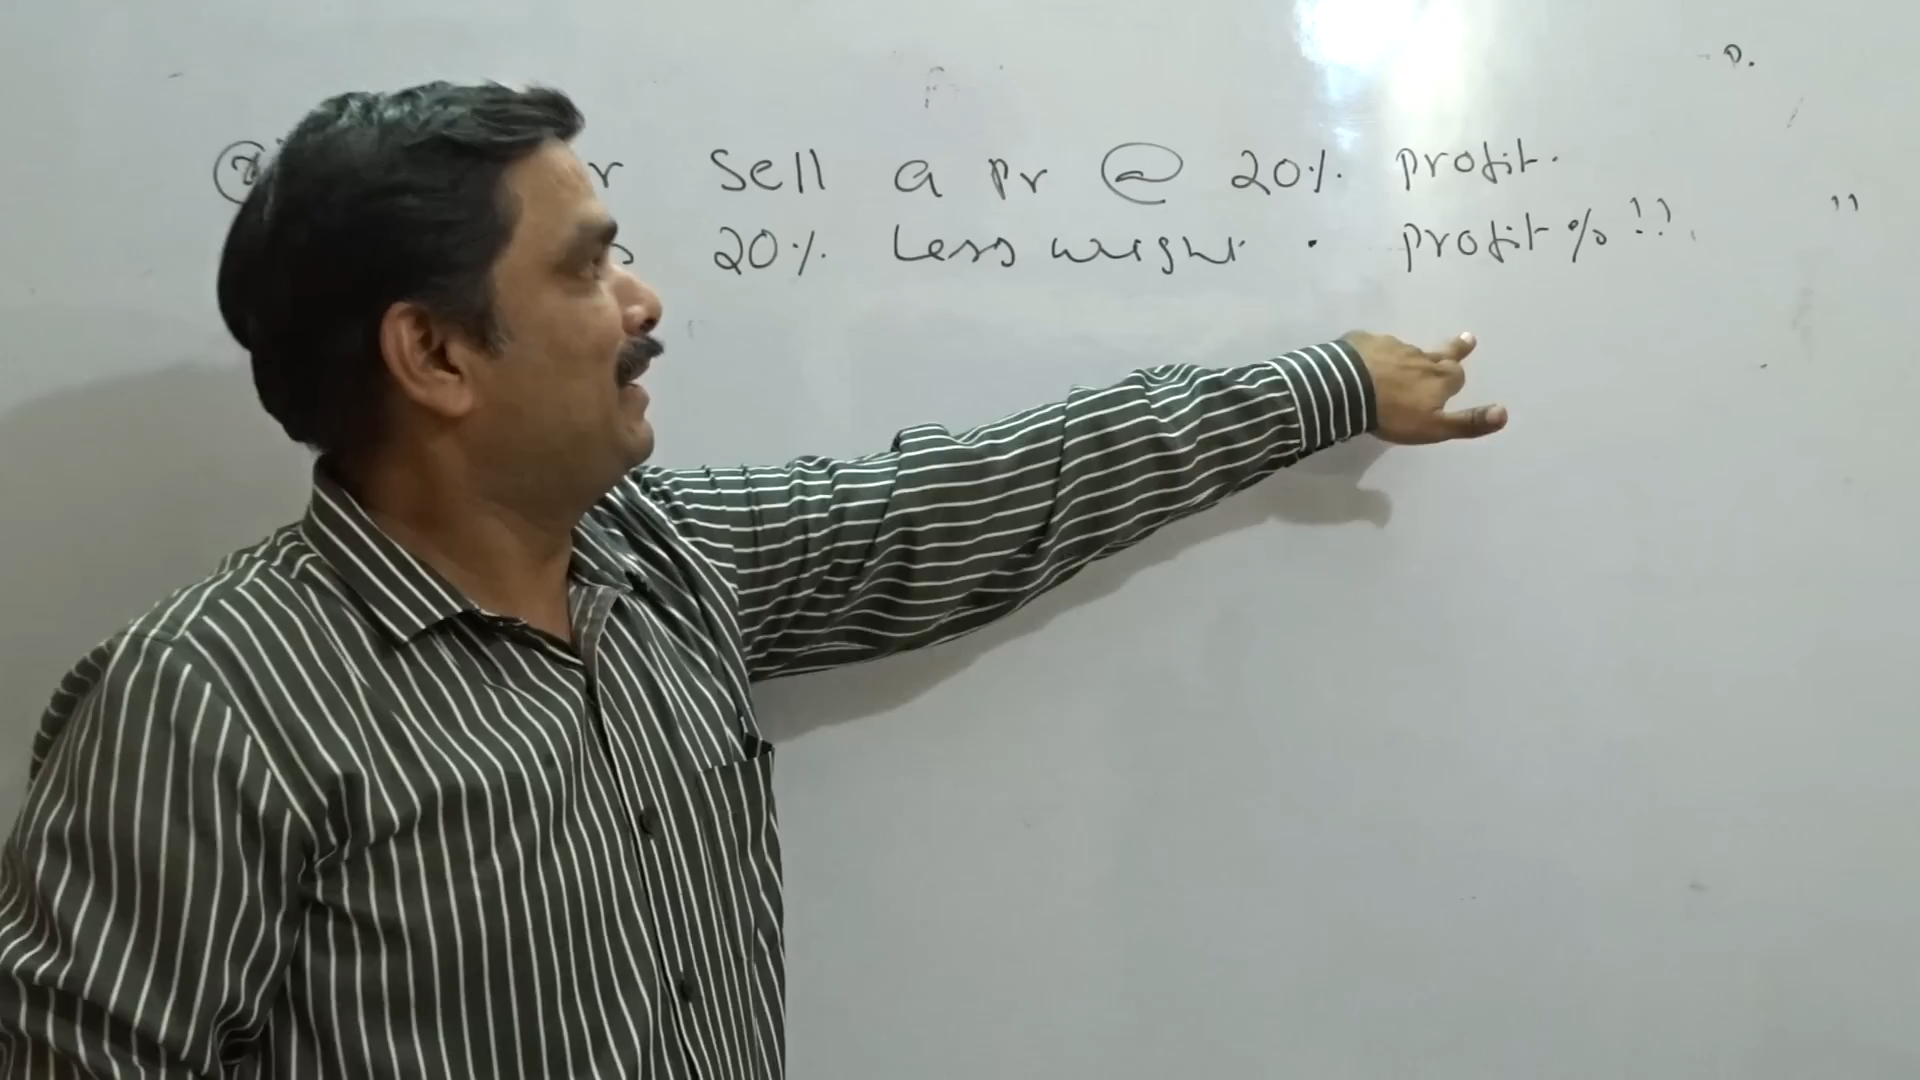 r Sell a Pr @ 20% profit.
s 20% Less weight . profit %!!